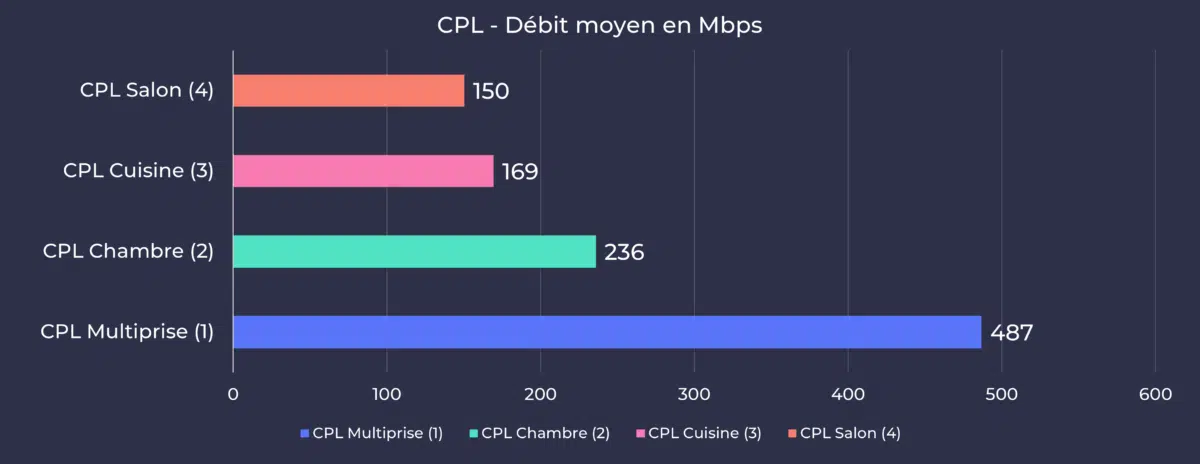 CPL - Débit moyen en Mbps
CPL Salon (4) 150
CPL Cuisine (3) 169
CPL Chambre (2) 236
CPL Multiprise (1) 487
0 100 200 300 400 500 600
CPL Multiprise (1) CPL Chambre (2) CPL Cuisine (3) CPL Salon (4)